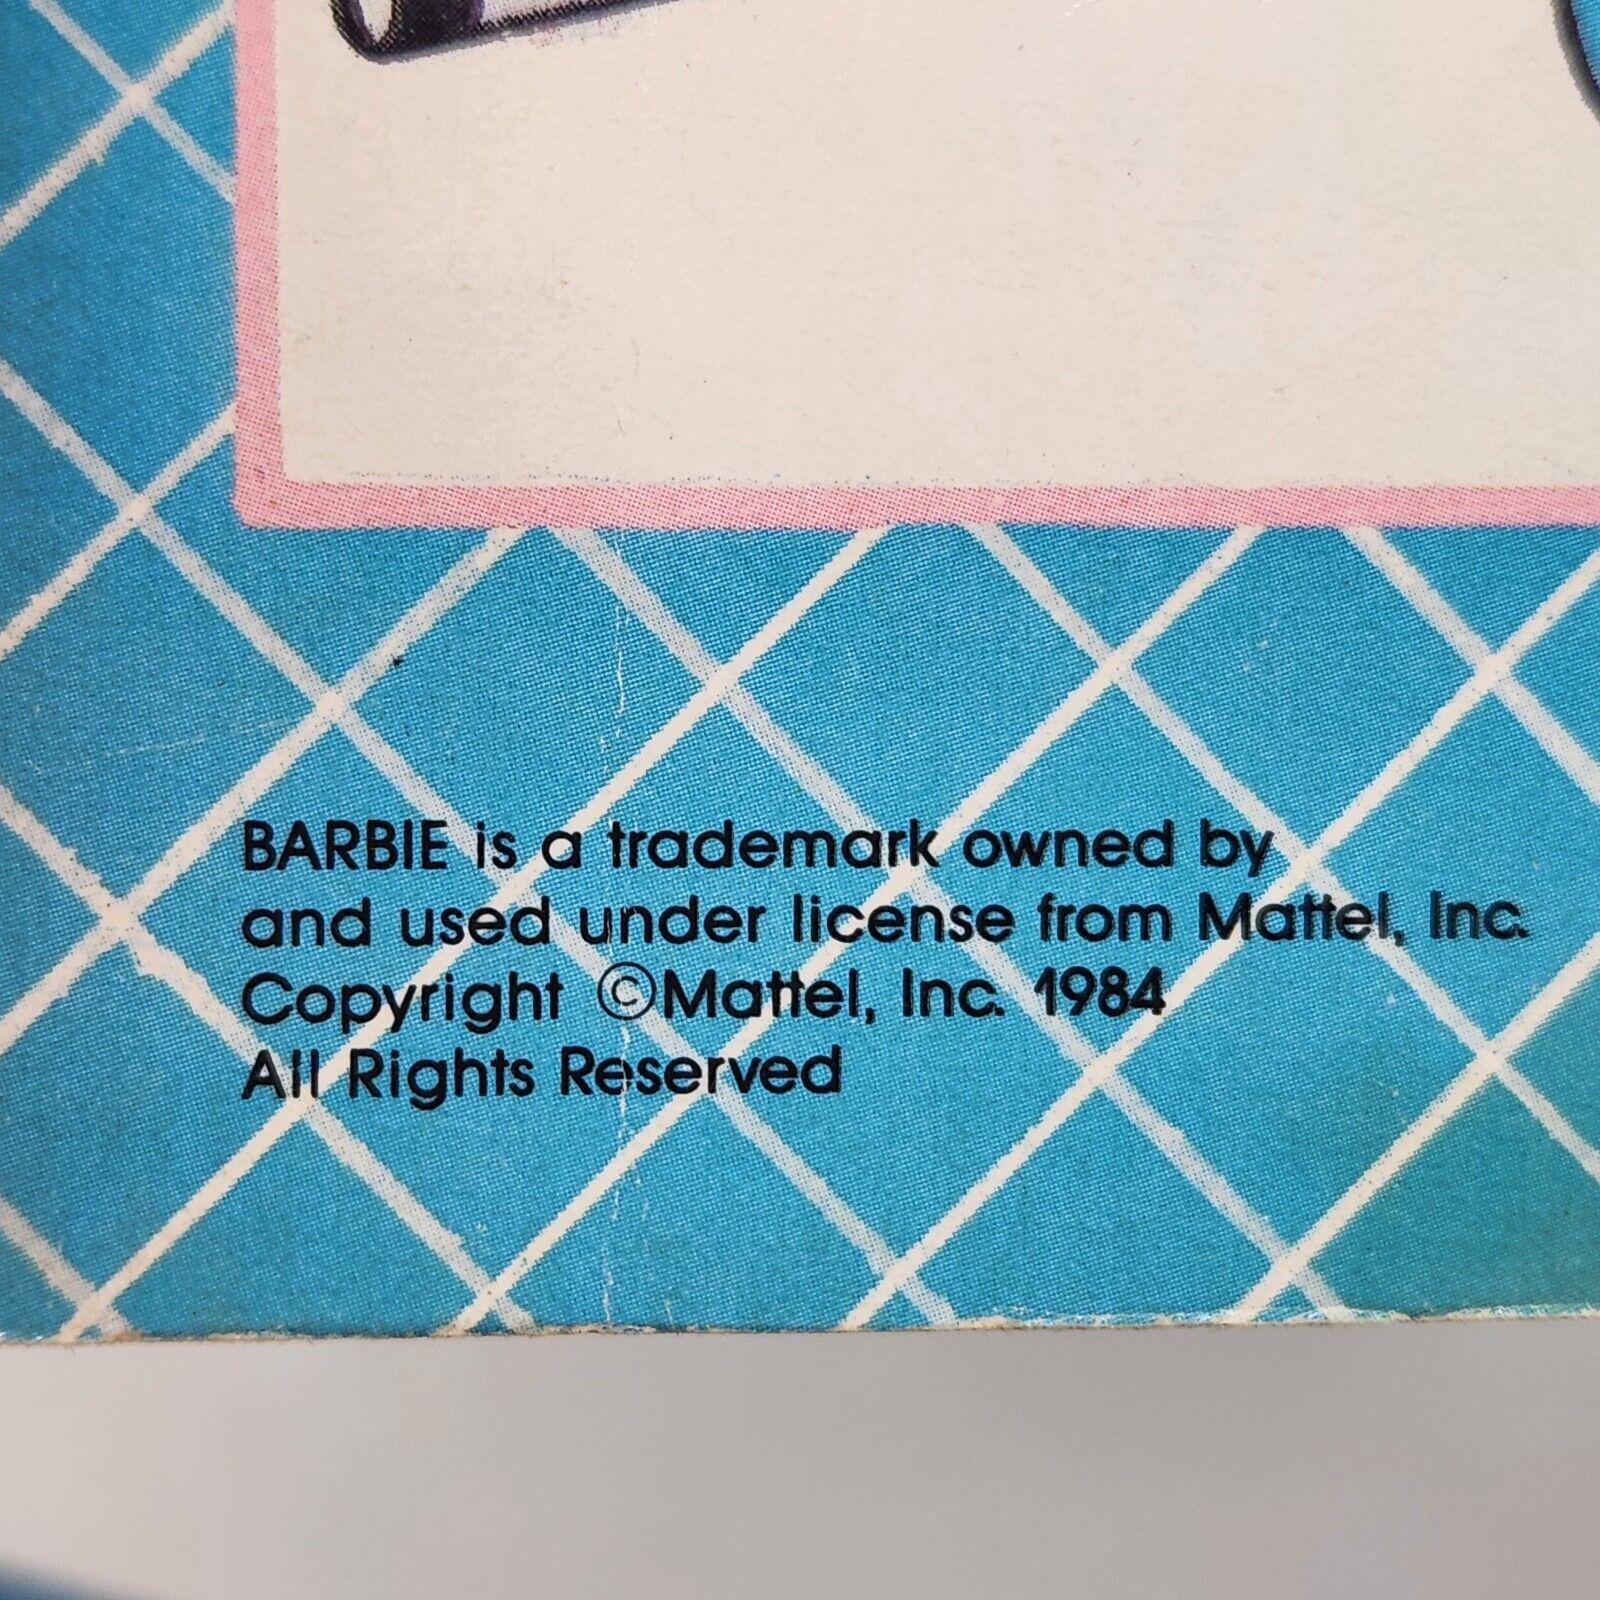 BARBIE is a trademark owned by
and used under license from Mattel, Inc.
Copyright ©Mattel, Inc. 1984
All Rights Reserved